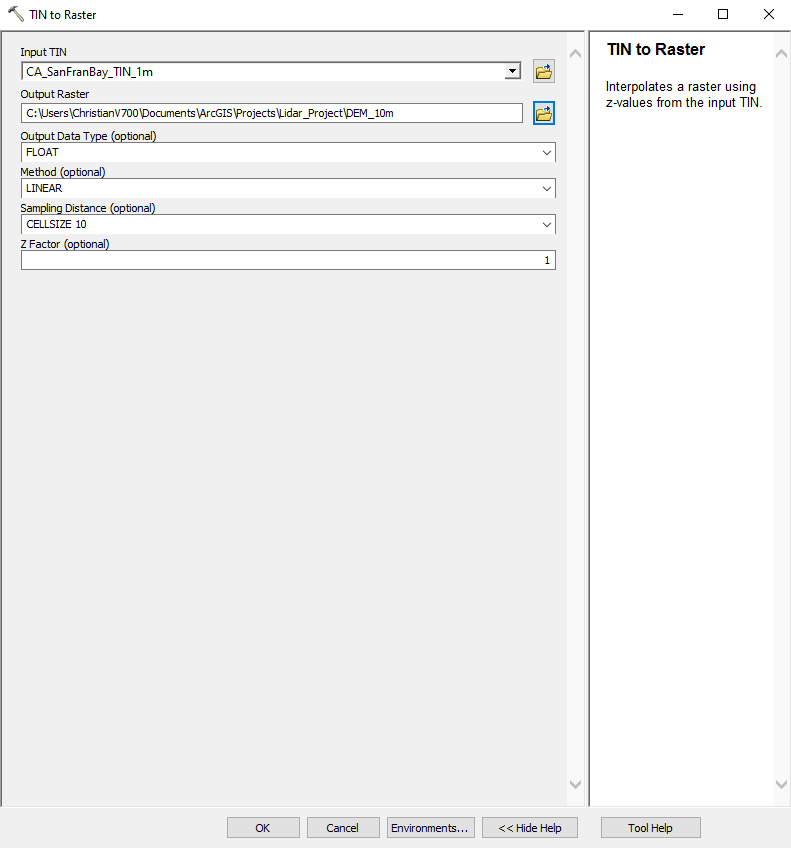 TIN to Raster
Input TIN
CA_SanFranBay_TIN_1m
Output Raster
C:\Users\ChristianV700\Documents\ArcGIS\Projects\Lidar_Project\DEM_10m
Output Data Type (optional)
FLOAT
Method (optional)
LINEAR
Sampling Distance (optional)
CELLSIZE 10
Z Factor (optional)
1
TIN to Raster
Interpolates a raster using
z-values from the input TIN.
OK
Cancel
Environments...
<< Hide Help
Tool Help